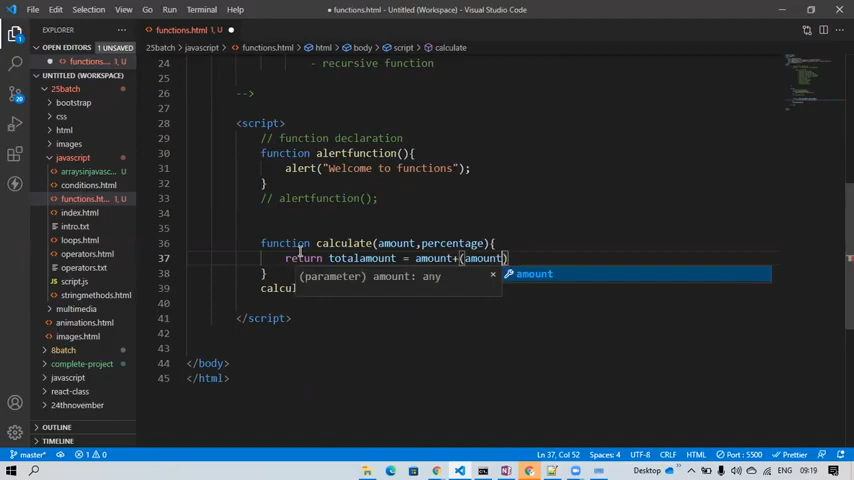 File Edit Selection View Go Run Terminal Help
functions.html - Untitled (Workspace) - Visual Studio Code
EXPLORER
functions.html 1, U
25batch > javascript > functions.html > html > body > script > calculate
OPEN EDITORS 1 UNSAVED
functions.... 1, U
UNTITLED (WORKSPACE)
25batch
bootstrap
css
html
images
javascript
arraysinjavasc... U
conditions.html
functions.ht... 1, U
index.html
intro.txt
loops.html
operators.html
operators.txt
script.js
stringmethods.html
multimedia
animations.html
images.html
8batch
complete-project
javascript
react-class
24thnovember
OUTLINE
TIMELINE
24 - recursive function
25
26 -->
27
28 <script>
29 // function declaration
30 function alertfunction(){
31 alert("Welcome to functions");
32 }
33 // alertfunction();
34
35
36 function calculate(amount,percentage){
37 return totalamount = amount+(amount)
38 }
39 calcul
40
41 </script>
42
43
44 </body>
45 </html>
(parameter) amount: any
amount
master* 1 0 Ln 37, Col 52 Spaces: 4 UTF-8 CRLF HTML Port : 5500 Prettier
20
Desktop ENG 09:19